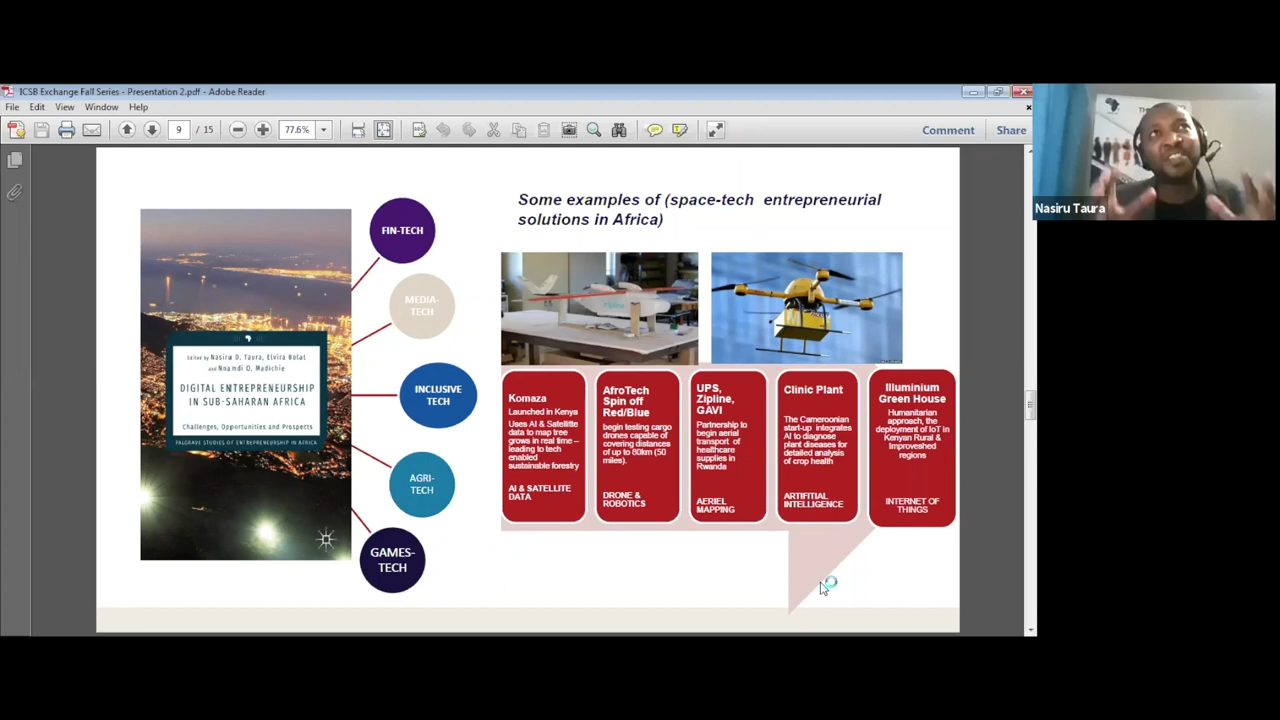 ICSB Exchange Fall Series - Presentation 2.pdf - Adobe Reader
File Edit View Window Help
9 / 15
77.6%
Comment
Share
Nasiru Taura
Some examples of (space-tech entrepreneurial
solutions in Africa)
FIN-TECH
MEDIA-
TECH
INCLUSIVE
TECH
AGRI-
TECH
GAMES-
TECH
Edited by Nasiru D. Taura, Elvira Bolat
and Nnamdi O. Madichie
DIGITAL ENTREPRENEURSHIP
IN SUB-SAHARAN AFRICA
Challenges, Opportunities and Prospects
PALGRAVE STUDIES OF ENTREPRENEURSHIP IN AFRICA
zipline
Komaza
Launched in Kenya
Uses AI & Satellitte
data to map tree
grows in real time –
leading to tech
enabled
sustainable forestry
AI & SATELLITE
DATA
AfroTech
Spin off
Red/Blue
begin testing cargo
drones capable of
covering distances
of up to 80km (50
miles).
DRONE &
ROBOTICS
UPS,
Zipline,
GAVI
Partnership to
begin aerial
transport of
healthcare
supplies in
Rwanda
AERIEL
MAPPING
Clinic Plant
The Cameroonian
start-up integrates
AI to diagnose
plant diseases for
detailed analysis
of crop health
ARTIFITIAL
INTELLIGENCE
Illuminium
Green House
Humanitarian
approach, the
deployment of IoT in
Kenyan Rural &
Improveshed
regions
INTERNET OF
THINGS